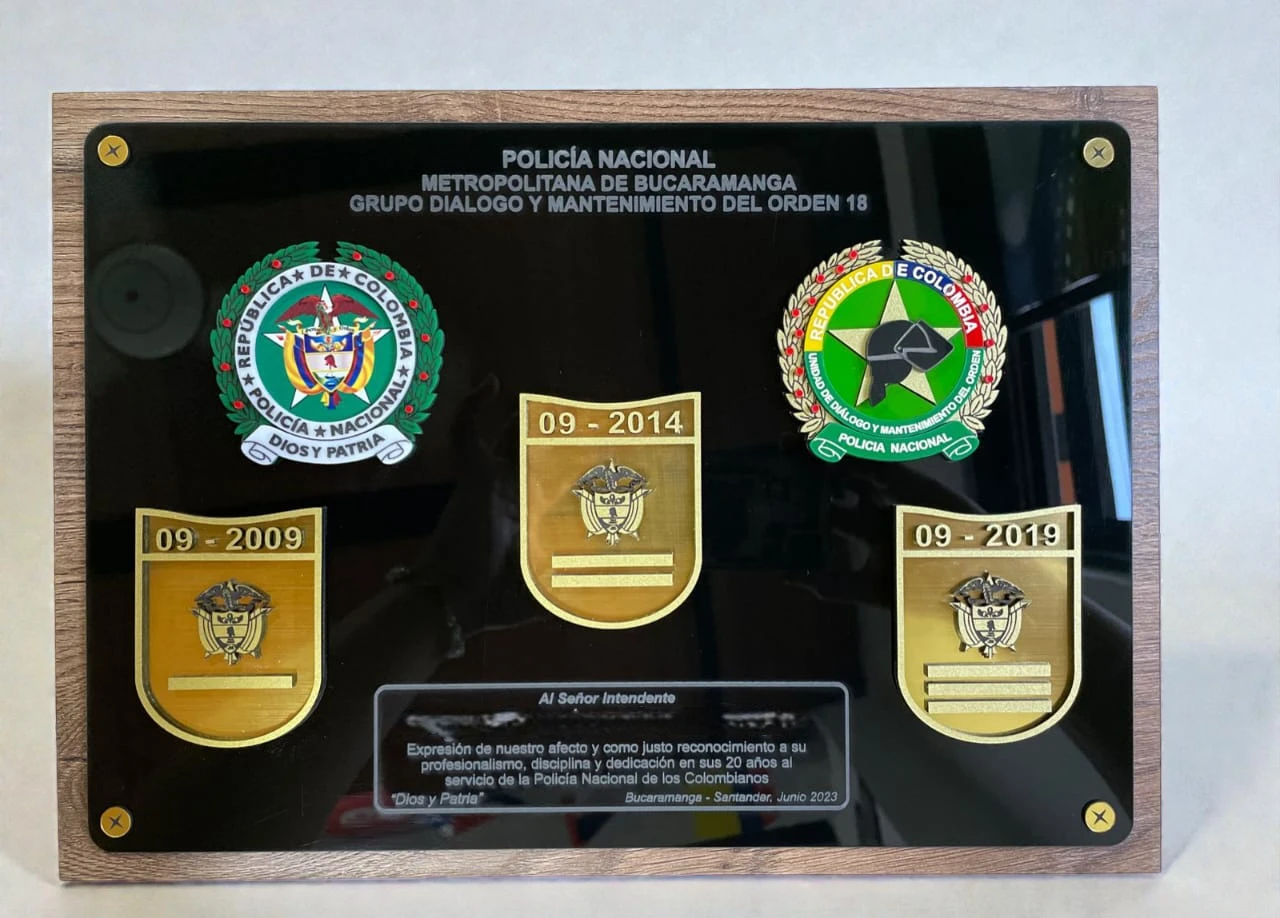 POLICÍA NACIONAL
METROPOLITANA DE BUCARAMANGA
GRUPO DIALOGO Y MANTENIMIENTO DEL ORDEN 18
REPÚBLICA ★ DE ★ COLOMBIA
★ POLICÍA ★ NACIONAL ★
DIOS Y PATRIA
REPUBLICA DE COLOMBIA
UNIDAD DE DIÁLOGO Y MANTENIMIENTO DEL ORDEN
POLICIA NACIONAL
09 - 2014
09 - 2009
09 - 2019
Al Señor Intendente
Expresión de nuestro afecto y como justo reconocimiento a su
profesionalismo, disciplina y dedicación en sus 20 años al
servicio de la Policía Nacional de los Colombianos
"Dios y Patria"
Bucaramanga - Santander, Junio 2023